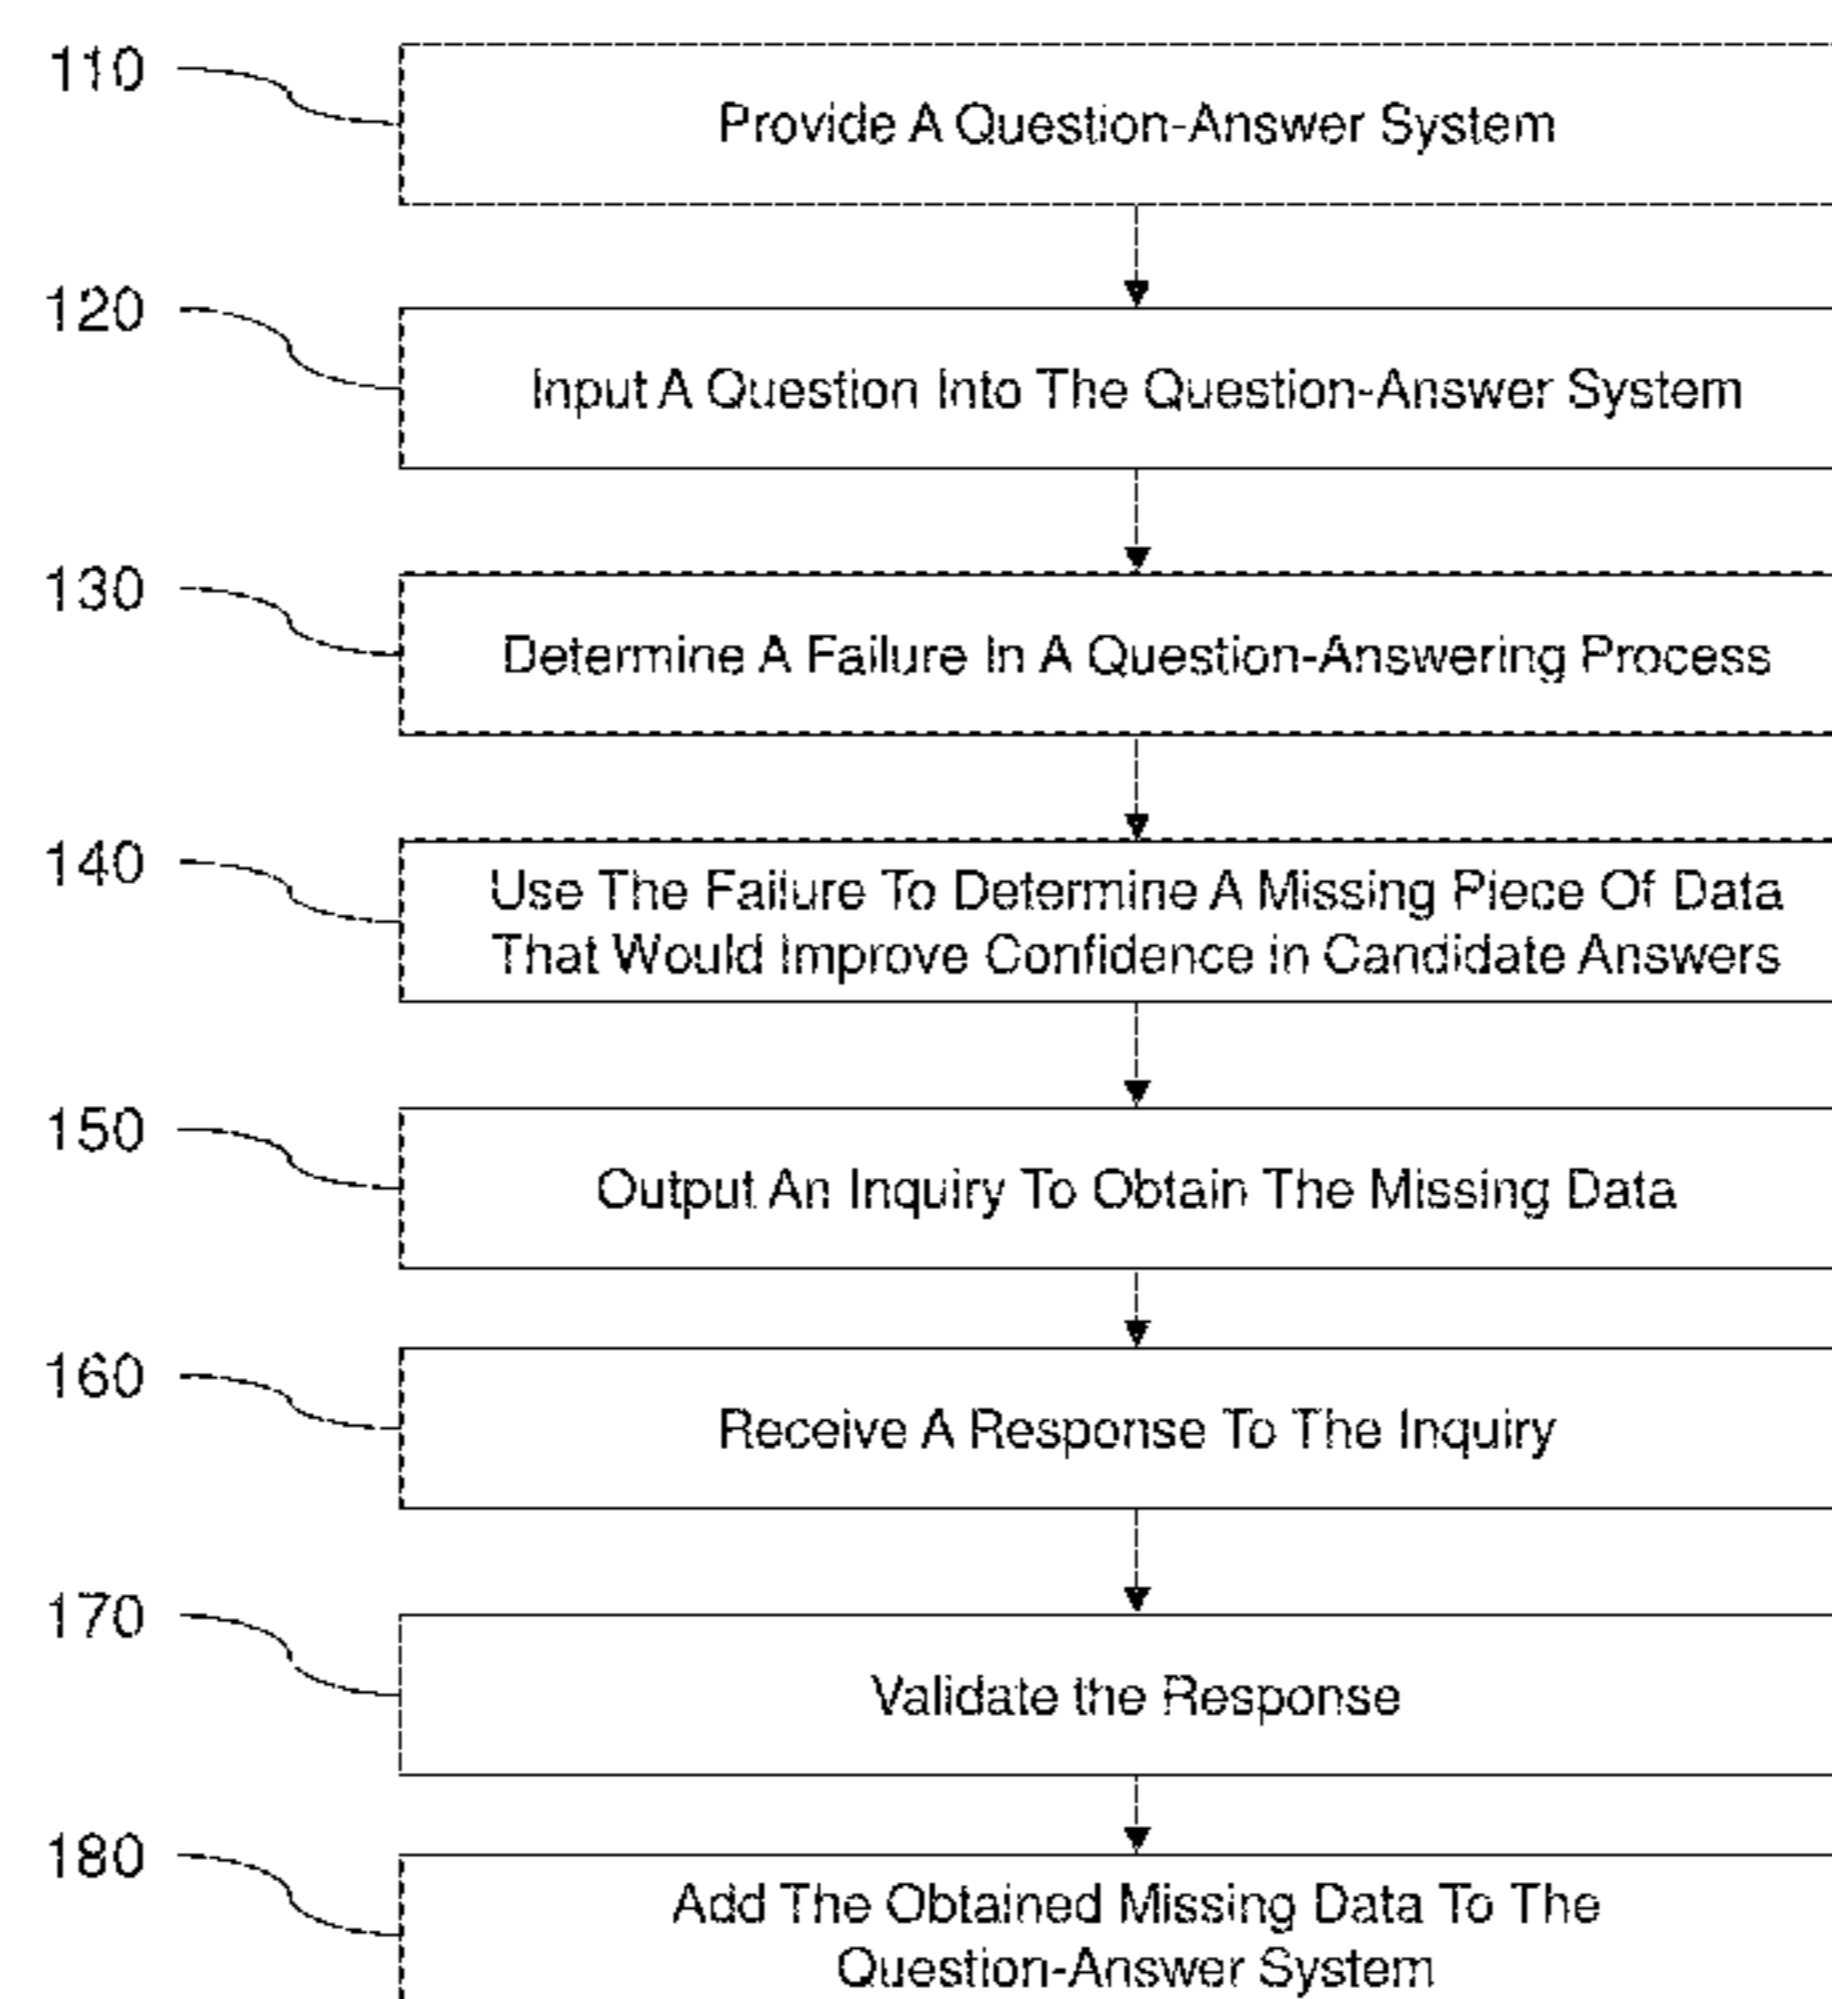 110
Provide A Question-Answer System
120
Input A Question Into The Question-Answer System
130
Determine A Failure In A Question-Answering Process
140
Use The Failure To Determine A Missing Piece Of Data
That Would Improve Confidence in Candidate Answers
150
Output An Inquiry To Obtain The Missing Data
160
Receive A Response To The Inquiry
170
Validate the Response
180
Add The Obtained Missing Data To The
Question-Answer System